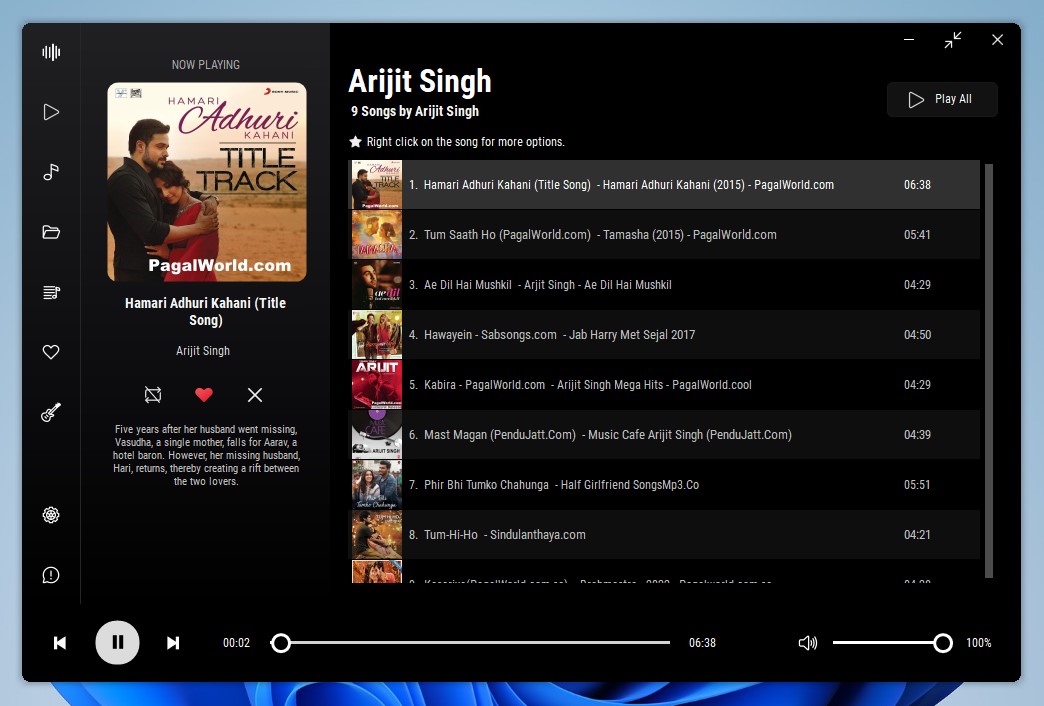 NOW PLAYING
HAMARI
Adhuri
KAHANI
TITLE
TRACK
PagalWorld.com
Hamari Adhuri Kahani (Title
Song)
Arijit Singh
Five years after her husband went missing,
Vasudha, a single mother, falls for Aarav, a
hotel baron. However, her missing husband,
Hari, returns, thereby creating a rift between
the two lovers.
Arijit Singh
9 Songs by Arijit Singh
Play All
Right click on the song for more options.
1. Hamari Adhuri Kahani (Title Song) - Hamari Adhuri Kahani (2015) - PagalWorld.com 06:38
2. Tum Saath Ho (PagalWorld.com) - Tamasha (2015) - PagalWorld.com 05:41
3. Ae Dil Hai Mushkil - Arjit Singh - Ae Dil Hai Mushkil 04:29
4. Hawayein - Sabsongs.com - Jab Harry Met Sejal 2017 04:50
5. Kabira - PagalWorld.com - Arijit Singh Mega Hits - PagalWorld.cool 04:29
6. Mast Magan (PenduJatt.Com) - Music Cafe Arijit Singh (PenduJatt.Com) 04:39
7. Phir Bhi Tumko Chahunga - Half Girlfriend SongsMp3.Co 05:51
8. Tum-Hi-Ho - Sindulanthaya.com 04:21
00:02
06:38
100%